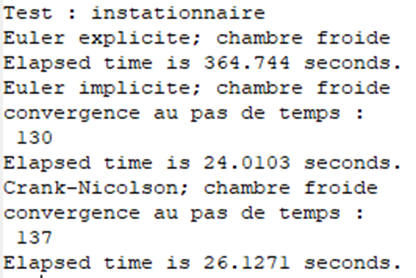 Test : instationnaire
Euler explicite; chambre froide
Elapsed time is 364.744 seconds.
Euler implicite; chambre froide
convergence au pas de temps :
130
Elapsed time is 24.0103 seconds.
Crank-Nicolson; chambre froide
convergence au pas de temps :
137
Elapsed time is 26.1271 seconds.